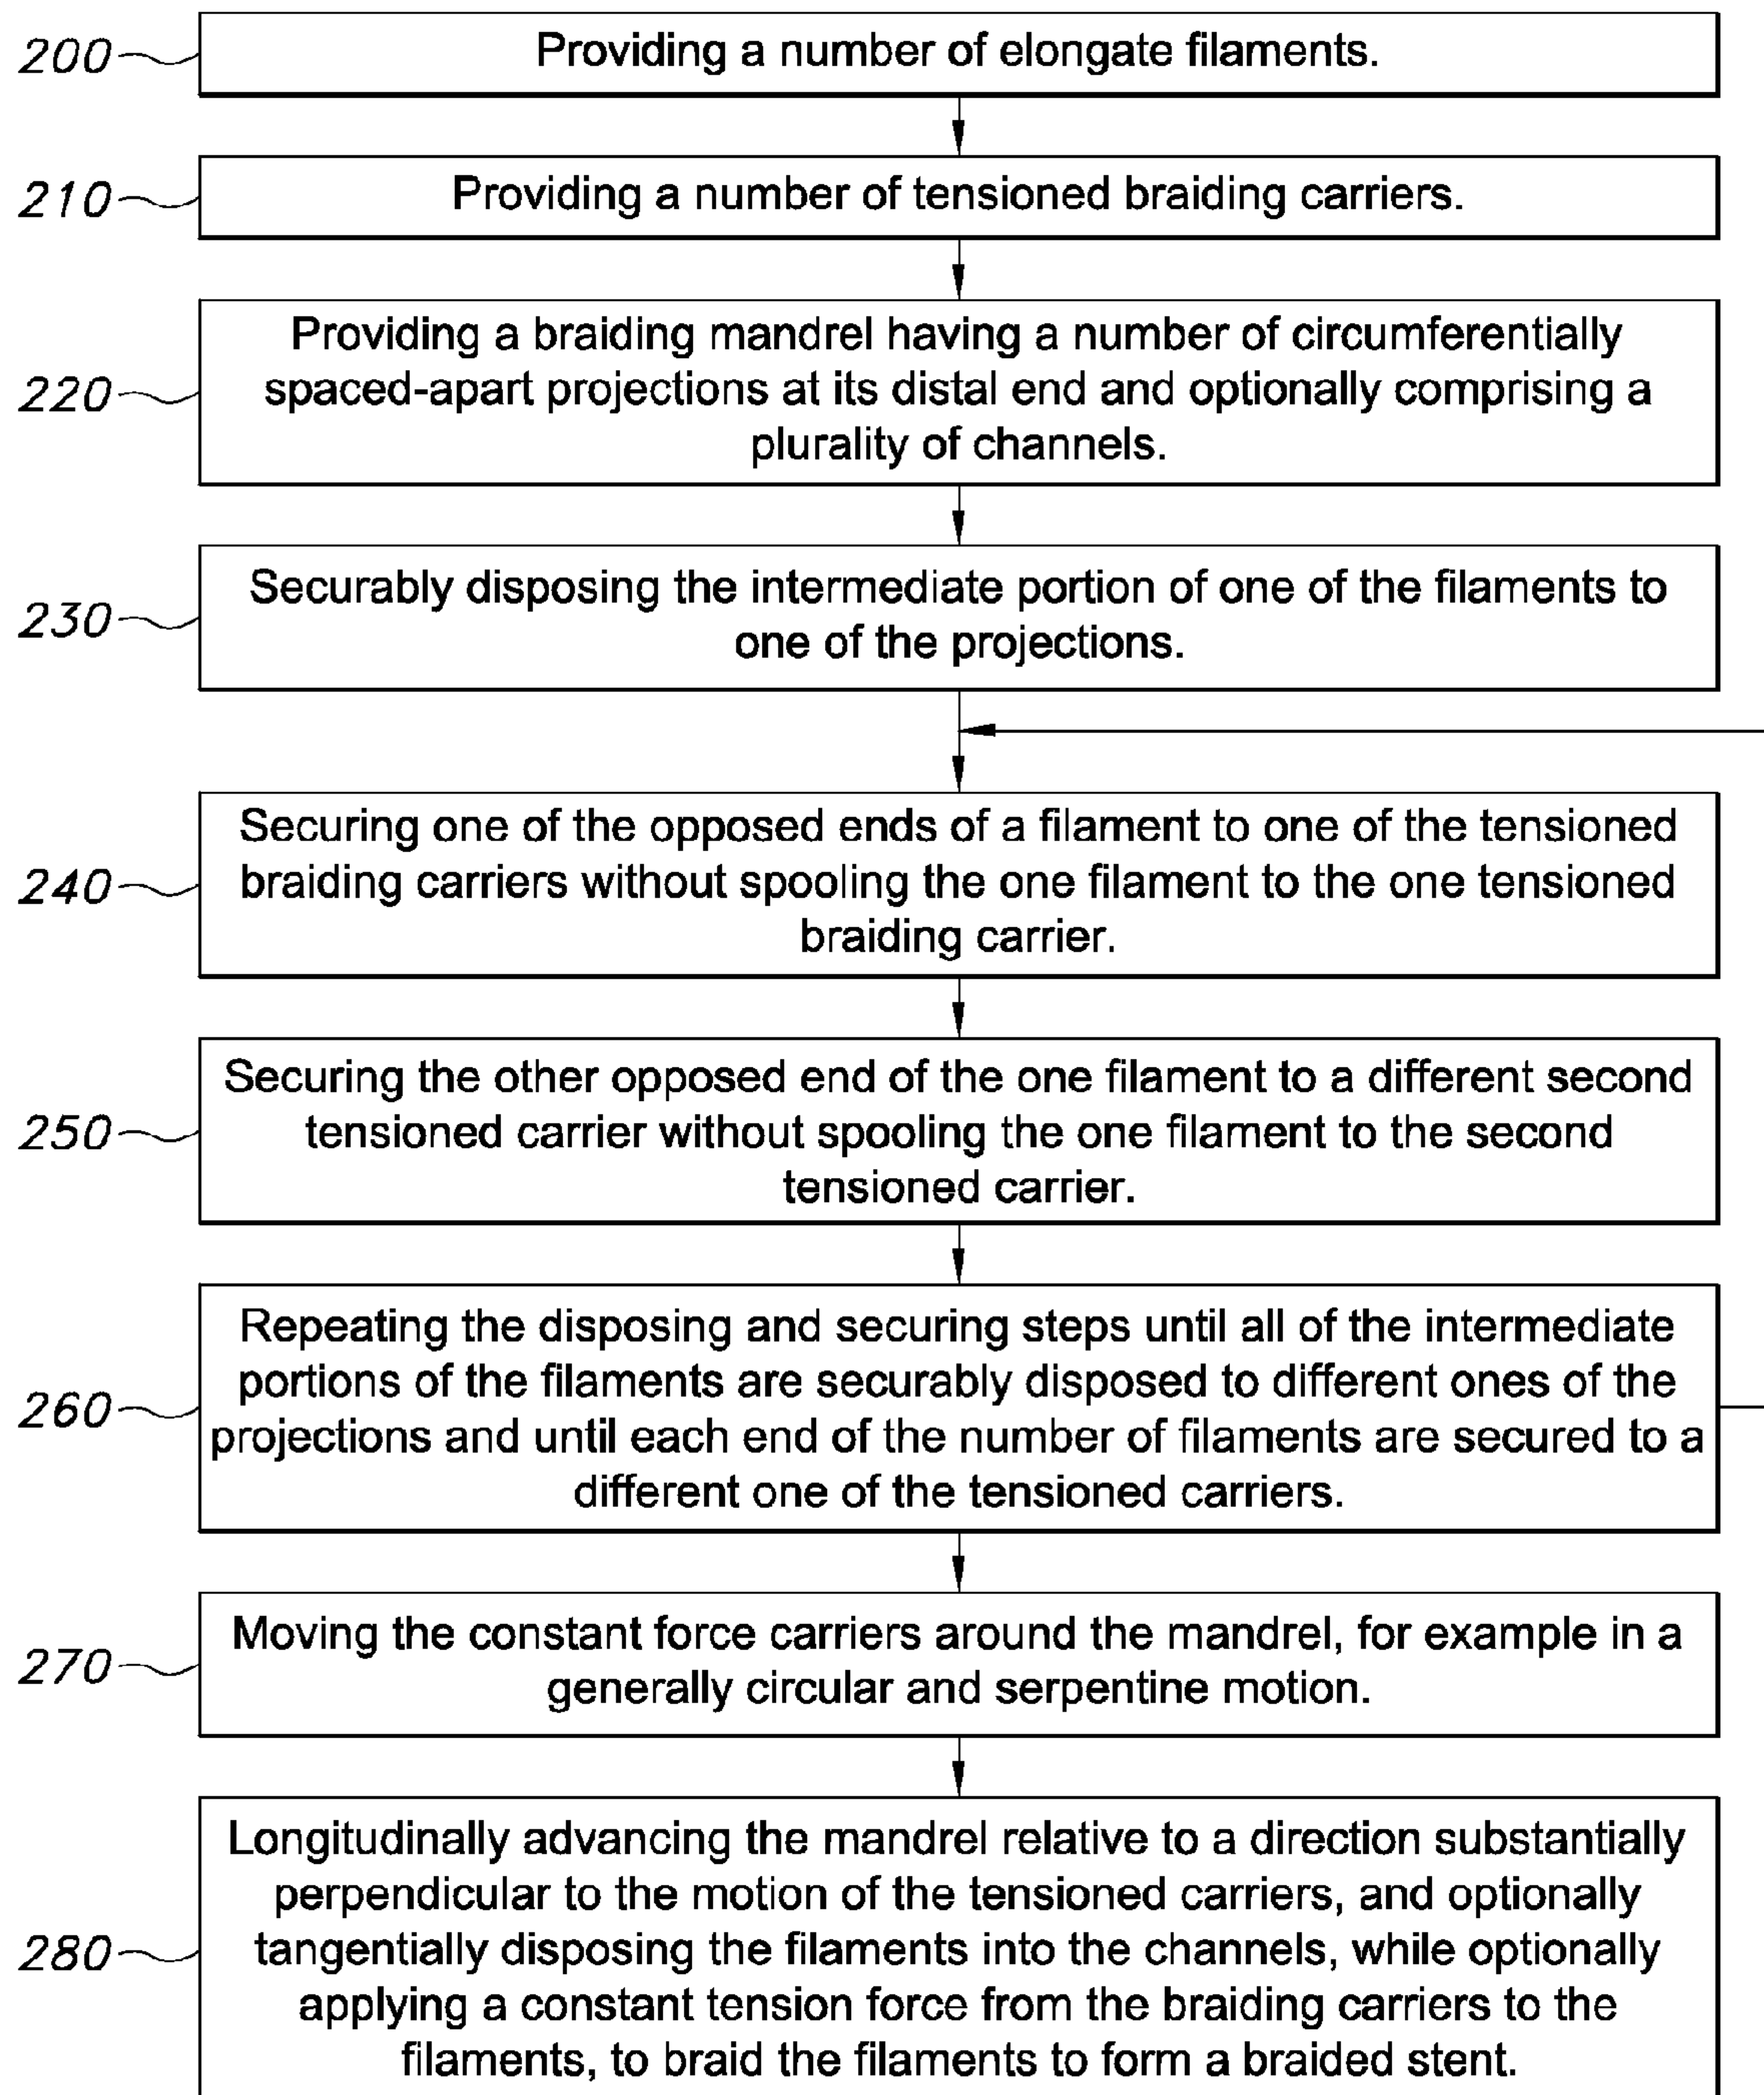 200
Providing a number of elongate filaments.
210
Providing a number of tensioned braiding carriers.
220
Providing a braiding mandrel having a number of circumferentially
spaced-apart projections at its distal end and optionally comprising a
plurality of channels.
230
Securably disposing the intermediate portion of one of the filaments to
one of the projections.
240
Securing one of the opposed ends of a filament to one of the tensioned
braiding carriers without spooling the one filament to the one tensioned
braiding carrier.
250
Securing the other opposed end of the one filament to a different second
tensioned carrier without spooling the one filament to the second
tensioned carrier.
260
Repeating the disposing and securing steps until all of the intermediate
portions of the filaments are securably disposed to different ones of the
projections and until each end of the number of filaments are secured to a
different one of the tensioned carriers.
270
Moving the constant force carriers around the mandrel, for example in a
generally circular and serpentine motion.
280
Longitudinally advancing the mandrel relative to a direction substantially
perpendicular to the motion of the tensioned carriers, and optionally
tangentially disposing the filaments into the channels, while optionally
applying a constant tension force from the braiding carriers to the
filaments, to braid the filaments to form a braided stent.